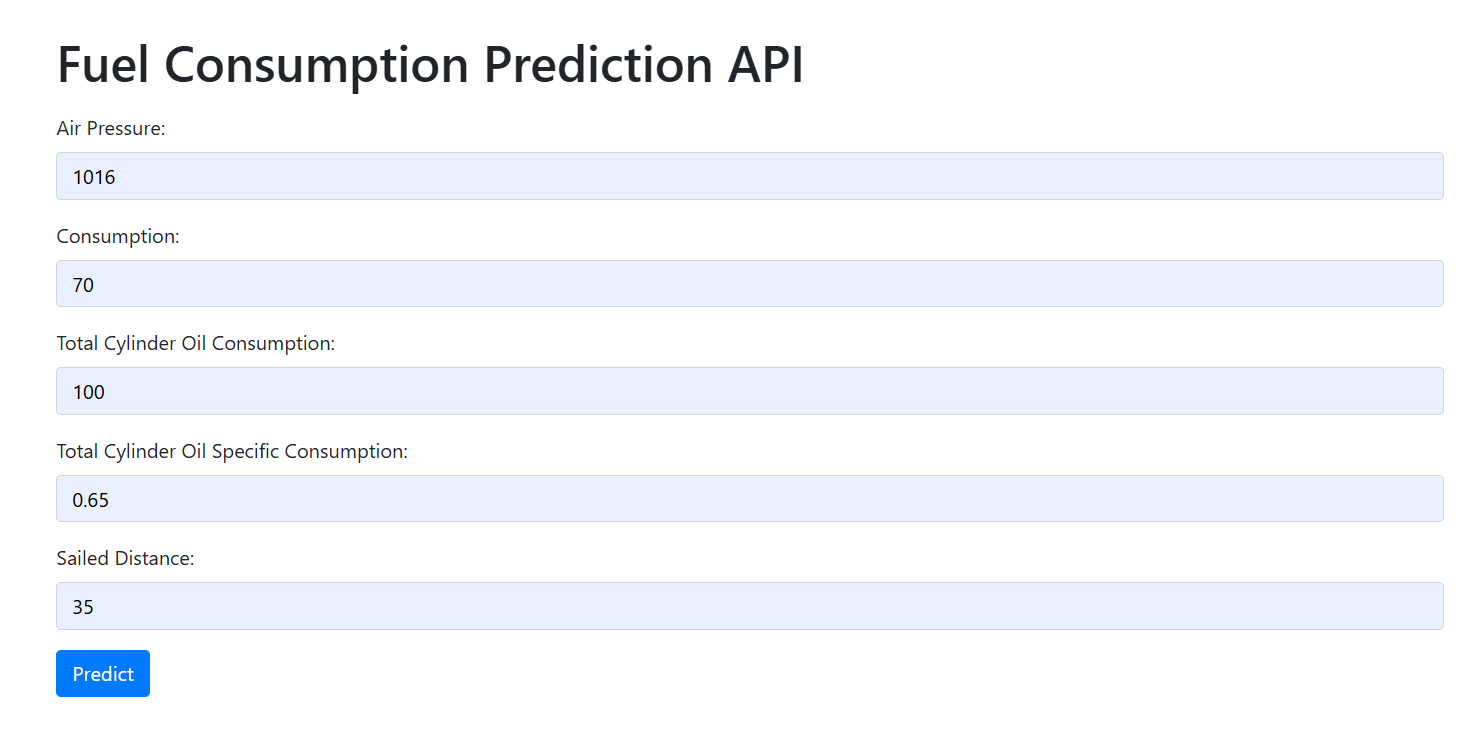 Fuel Consumption Prediction API
Air Pressure:
1016
Consumption:
70
Total Cylinder Oil Consumption:
100
Total Cylinder Oil Specific Consumption:
0.65
Sailed Distance:
35
Predict